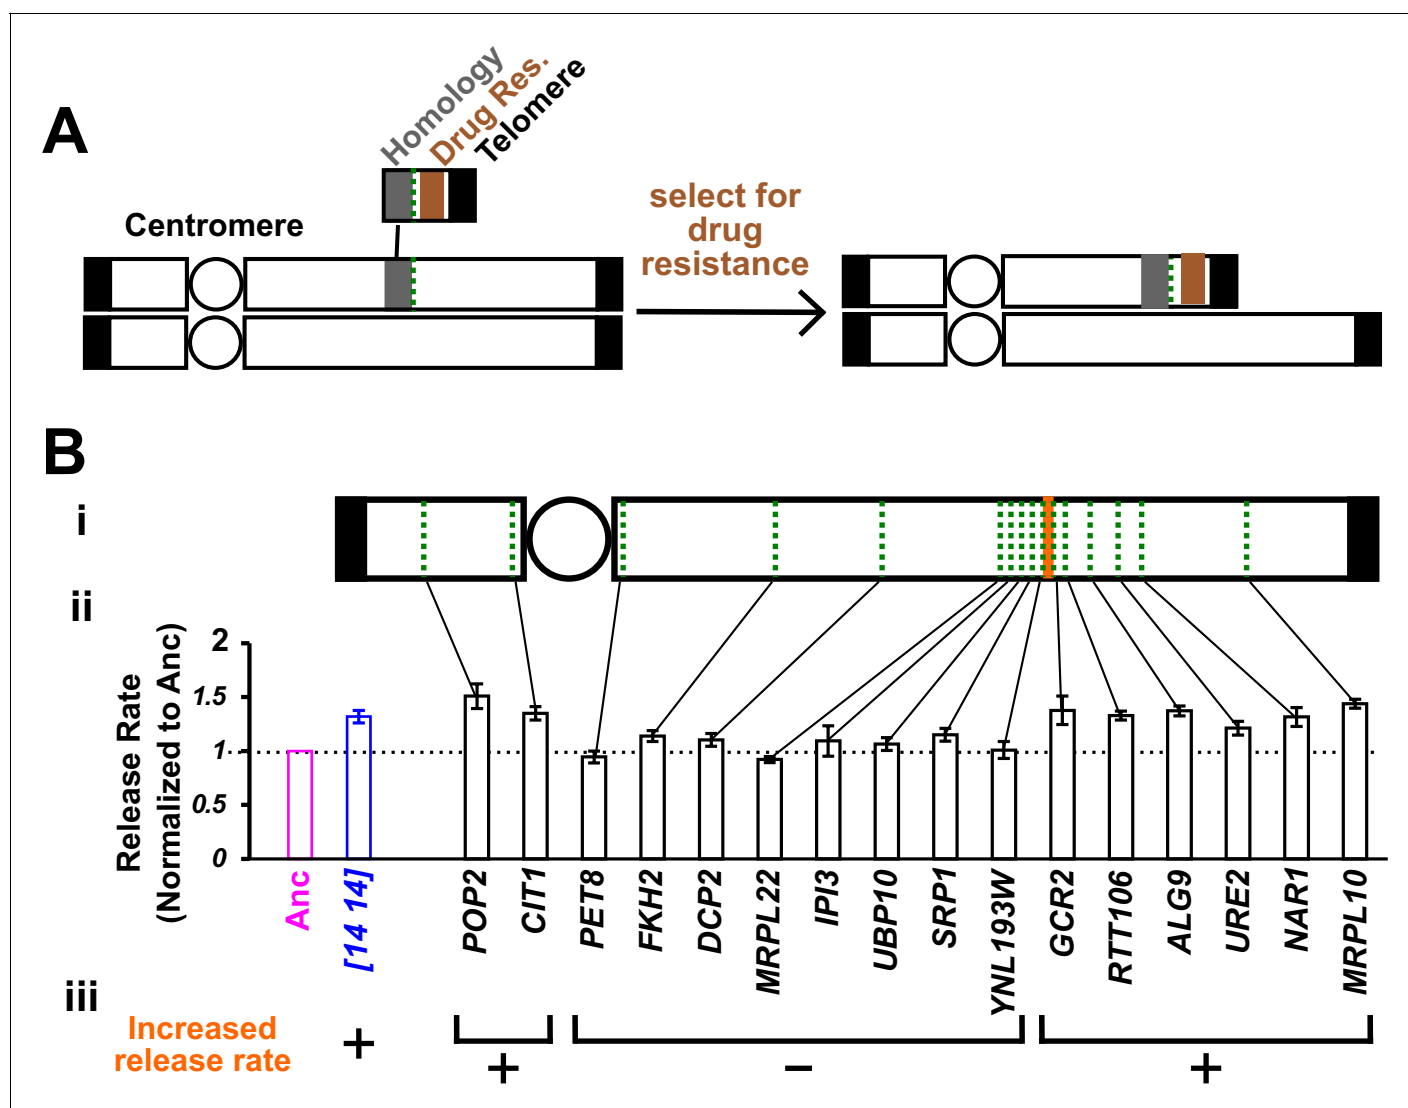 A
Homology
Drug Res.
Telomere
Centromere
select for
drug
resistance
B
i
ii
Release Rate
(Normalized to Anc)
2
1.5
1
0.5
0
Anc
[14 14]
POP2
CIT1
PET8
FKH2
DCP2
MRPL22
IPI3
UBP10
SRP1
YNL193W
GCR2
RTT106
ALG9
URE2
NAR1
MRPL10
iii
Increased
release rate
+
+
−
+